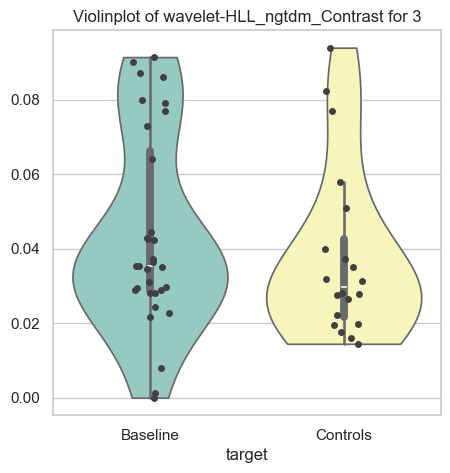 Violinplot of wavelet-HLL_ngtdm_Contrast for 3
0.08
0.06
0.04
0.02
0.00
Baseline
Controls
target